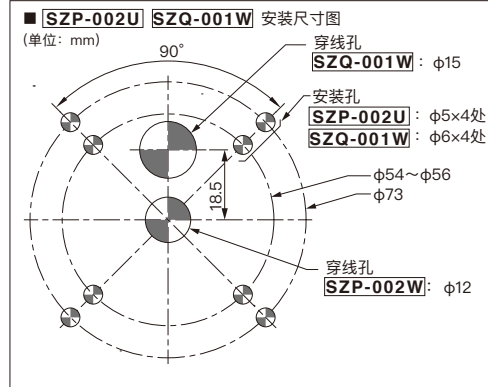 ■ SZP-002U SZQ-001W 安装尺寸图
(单位：mm)
90°
穿线孔
SZQ-001W：φ15
安装孔
SZP-002U：φ5×4处
SZQ-001W：φ6×4处
φ54～φ56
φ73
18.5
穿线孔
SZP-002W：φ12